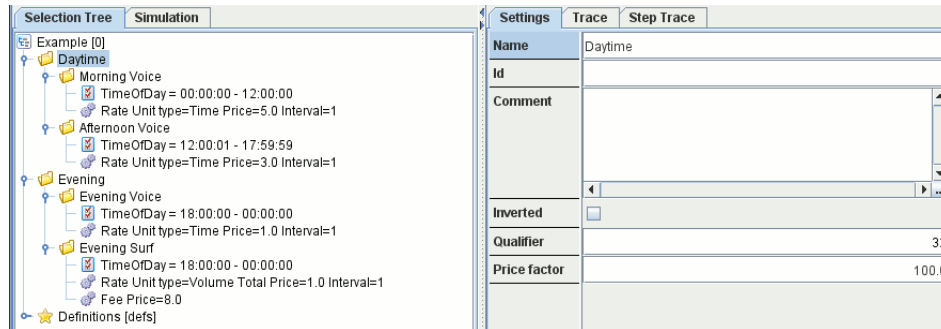 Selection Tree
Simulation
Example [0]
Daytime
Morning Voice
TimeOfDay = 00:00:00 - 12:00:00
Rate Unit type=Time Price=5.0 Interval=1
Afternoon Voice
TimeOfDay = 12:00:01 - 17:59:59
Rate Unit type=Time Price=3.0 Interval=1
Evening
Evening Voice
TimeOfDay = 18:00:00 - 00:00:00
Rate Unit type=Time Price=1.0 Interval=1
Evening Surf
TimeOfDay = 18:00:00 - 00:00:00
Rate Unit type=Volume Total Price=1.0 Interval=1
Fee Price=8.0
Definitions [defs]
Settings
Trace
Step Trace
Name
Daytime
Id
Comment
Inverted
Qualifier
Price factor